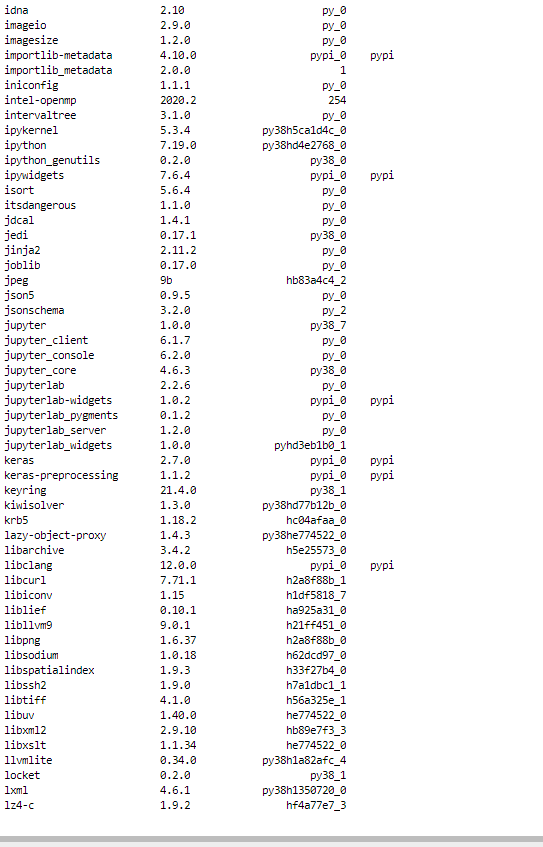 idna 2.10 py_0
imageio 2.9.0 py_0
imagesize 1.2.0 py_0
importlib-metadata 4.10.0 pypi_0 pypi
importlib_metadata 2.0.0 1
iniconfig 1.1.1 py_0
intel-openmp 2020.2 254
intervaltree 3.1.0 py_0
ipykernel 5.3.4 py38h5ca1d4c_0
ipython 7.19.0 py38hd4e2768_0
ipython_genutils 0.2.0 py38_0
ipywidgets 7.6.4 pypi_0 pypi
isort 5.6.4 py_0
itsdangerous 1.1.0 py_0
jdcal 1.4.1 py_0
jedi 0.17.1 py38_0
jinja2 2.11.2 py_0
joblib 0.17.0 py_0
jpeg 9b hb83a4c4_2
json5 0.9.5 py_0
jsonschema 3.2.0 py_2
jupyter 1.0.0 py38_7
jupyter_client 6.1.7 py_0
jupyter_console 6.2.0 py_0
jupyter_core 4.6.3 py38_0
jupyterlab 2.2.6 py_0
jupyterlab-widgets 1.0.2 pypi_0 pypi
jupyterlab_pygments 0.1.2 py_0
jupyterlab_server 1.2.0 py_0
jupyterlab_widgets 1.0.0 pyhd3eb1b0_1
keras 2.7.0 pypi_0 pypi
keras-preprocessing 1.1.2 pypi_0 pypi
keyring 21.4.0 py38_1
kiwisolver 1.3.0 py38hd77b12b_0
krb5 1.18.2 hc04afaa_0
lazy-object-proxy 1.4.3 py38he774522_0
libarchive 3.4.2 h5e25573_0
libclang 12.0.0 pypi_0 pypi
libcurl 7.71.1 h2a8f88b_1
libiconv 1.15 h1df5818_7
liblief 0.10.1 ha925a31_0
libllvm9 9.0.1 h21ff451_0
libpng 1.6.37 h2a8f88b_0
libsodium 1.0.18 h62dcd97_0
libspatialindex 1.9.3 h33f27b4_0
libssh2 1.9.0 h7a1dbc1_1
libtiff 4.1.0 h56a325e_1
libuv 1.40.0 he774522_0
libxml2 2.9.10 hb89e7f3_3
libxslt 1.1.34 he774522_0
llvmlite 0.34.0 py38h1a82afc_4
locket 0.2.0 py38_1
lxml 4.6.1 py38h1350720_0
lz4-c 1.9.2 hf4a77e7_3